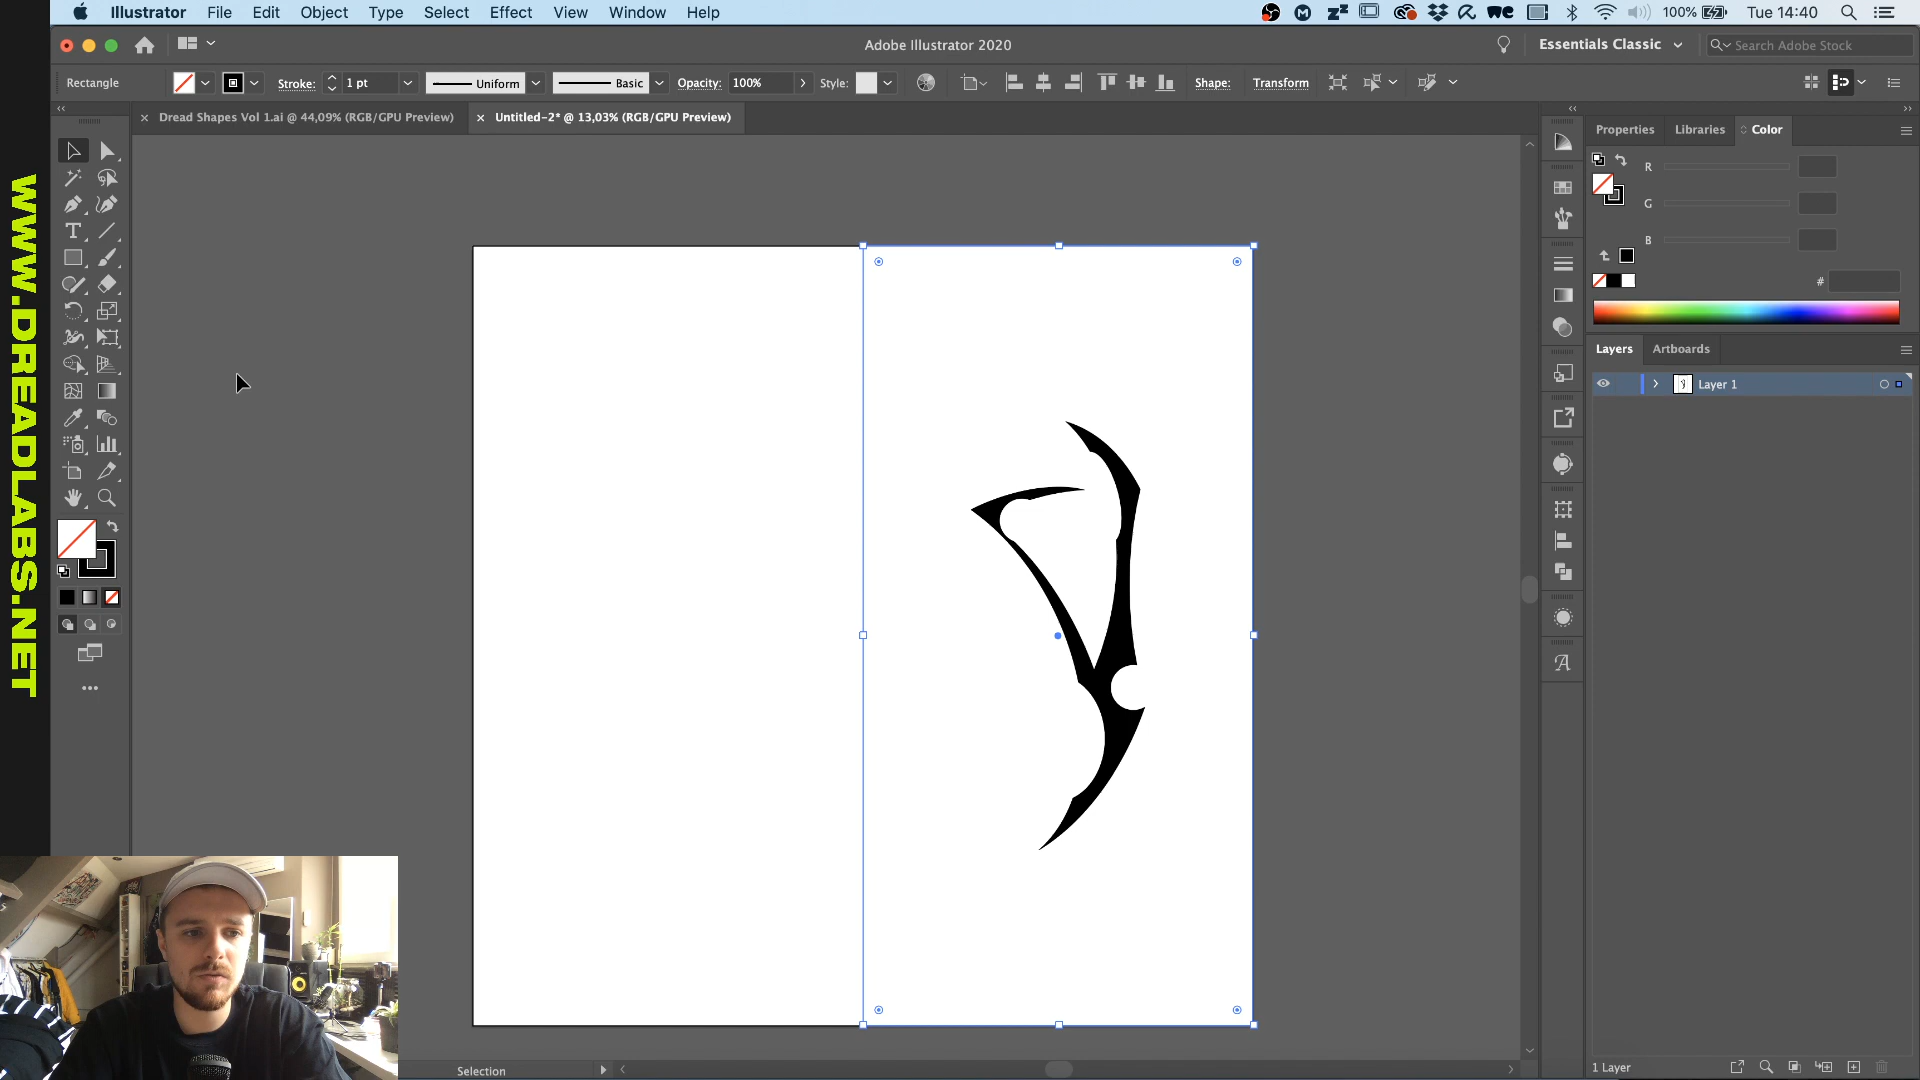 Illustrator File Edit Object Type Select Effect View Window Help
100% Tue 14:40
Adobe Illustrator 2020
Essentials Classic
Search Adobe Stock
Rectangle Stroke: 1 pt Uniform Basic Opacity: 100% Style: Shape: Transform
Dread Shapes Vol 1.ai @ 44,09% (RGB/GPU Preview)
Untitled-2* @ 13,03% (RGB/GPU Preview)
Properties Libraries Color
R
G
B
#
Layers Artboards
Layer 1
WWW.DREADLABS.NET
Selection
1 Layer